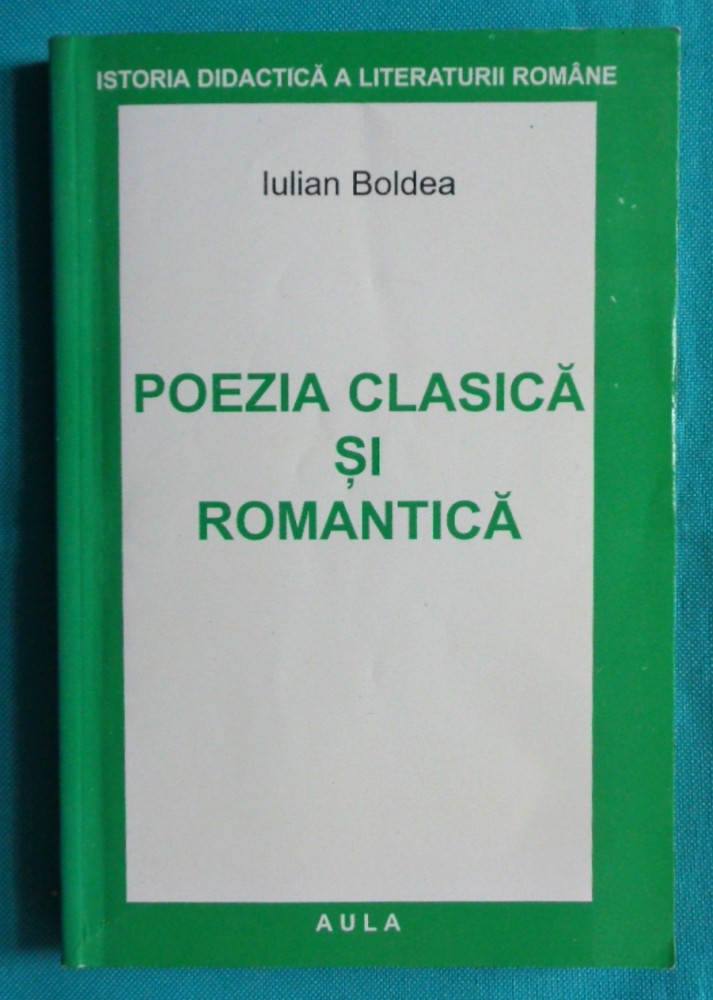 ISTORIA DIDACTICĂ A LITERATURII ROMÂNE
Iulian Boldea
POEZIA CLASICĂ
ȘI
ROMANTICĂ
AULA